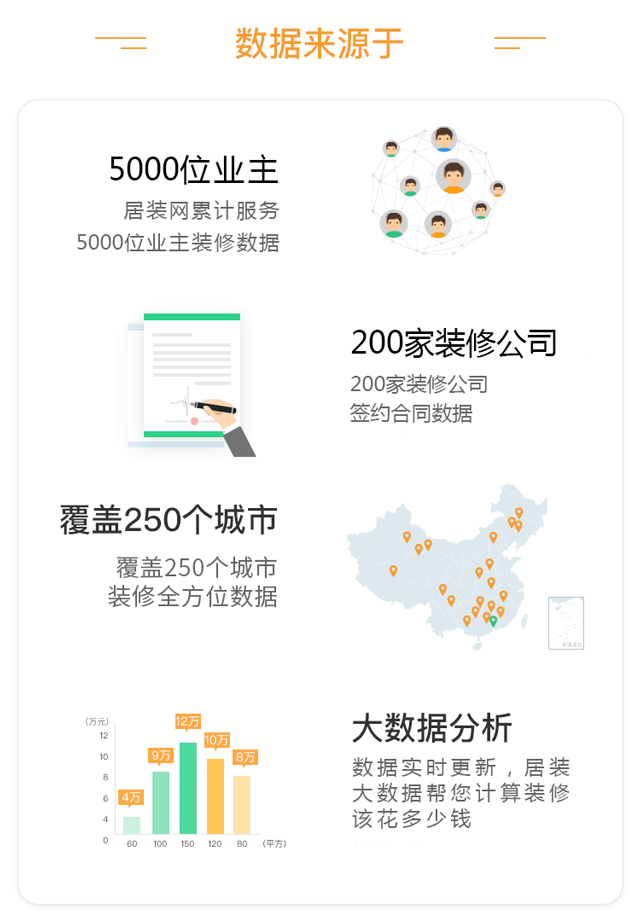 数据来源于
5000位业主
居装网累计服务
5000位业主装修数据
200家装修公司
200家装修公司
签约合同数据
覆盖250个城市
覆盖250个城市
装修全方位数据
(万元)
12
10
8
6
4
0
4万
9万
12万
10万
8万
60 100 150 120 80 (平方)
大数据分析
数据实时更新，居装
大数据帮您计算装修
该花多少钱